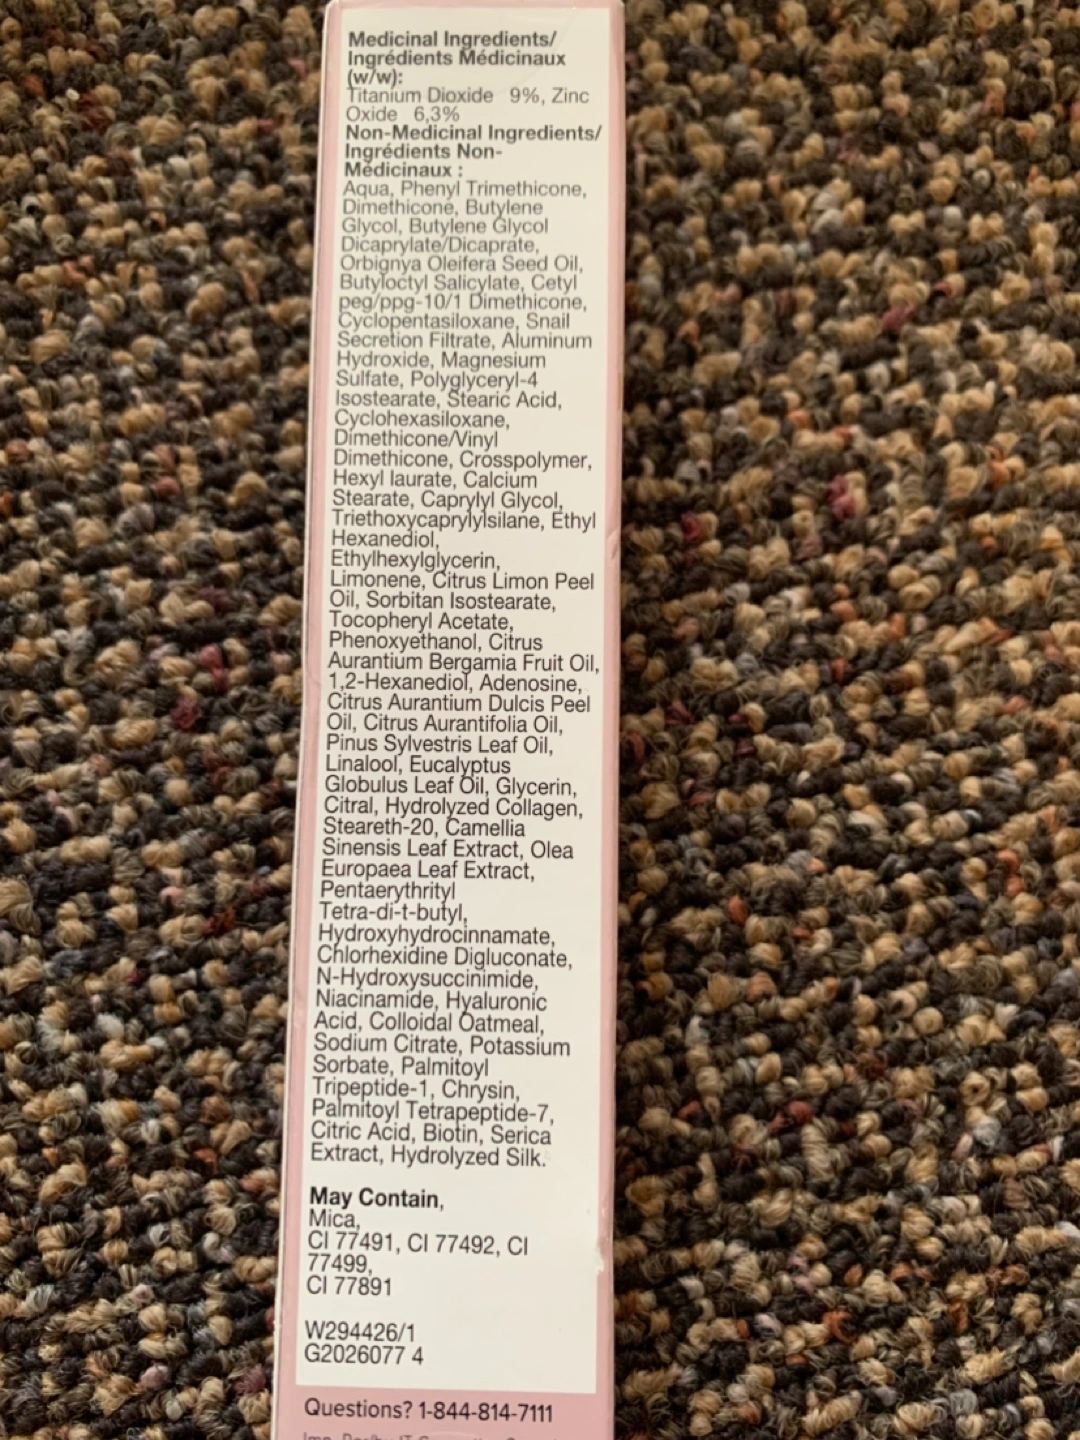 Medicinal Ingredients/
Ingrédients Médicinaux
(w/w):
Titanium Dioxide 9%, Zinc
Oxide 6,3%
Non-Medicinal Ingredients/
Ingrédients Non-
Médicinaux :
Aqua, Phenyl Trimethicone,
Dimethicone, Butylene
Glycol, Butylene Glycol
Dicaprylate/Dicaprate,
Orbignya Oleifera Seed Oil,
Butyloctyl Salicylate, Cetyl
peg/ppg-10/1 Dimethicone,
Cyclopentasiloxane, Snail
Secretion Filtrate, Aluminum
Hydroxide, Magnesium
Sulfate, Polyglyceryl-4
Isostearate, Stearic Acid,
Cyclohexasiloxane,
Dimethicone/Vinyl
Dimethicone, Crosspolymer,
Hexyl laurate, Calcium
Stearate, Caprylyl Glycol,
Triethoxycaprylylsilane, Ethyl
Hexanediol,
Ethylhexylglycerin,
Limonene, Citrus Limon Peel
Oil, Sorbitan Isostearate,
Tocopheryl Acetate,
Phenoxyethanol, Citrus
Aurantium Bergamia Fruit Oil,
1,2-Hexanediol, Adenosine,
Citrus Aurantium Dulcis Peel
Oil, Citrus Aurantifolia Oil,
Pinus Sylvestris Leaf Oil,
Linalool, Eucalyptus
Globulus Leaf Oil, Glycerin,
Citral, Hydrolyzed Collagen,
Steareth-20, Camellia
Sinensis Leaf Extract, Olea
Europaea Leaf Extract,
Pentaerythrityl
Tetra-di-t-butyl,
Hydroxyhydrocinnamate,
Chlorhexidine Digluconate,
N-Hydroxysuccinimide,
Niacinamide, Hyaluronic
Acid, Colloidal Oatmeal,
Sodium Citrate, Potassium
Sorbate, Palmitoyl
Tripeptide-1, Chrysin,
Palmitoyl Tetrapeptide-7,
Citric Acid, Biotin, Serica
Extract, Hydrolyzed Silk.
May Contain,
Mica,
CI 77491, CI 77492, CI
77499,
CI 77891
W294426/1
G2026077 4
Questions? 1-844-814-7111